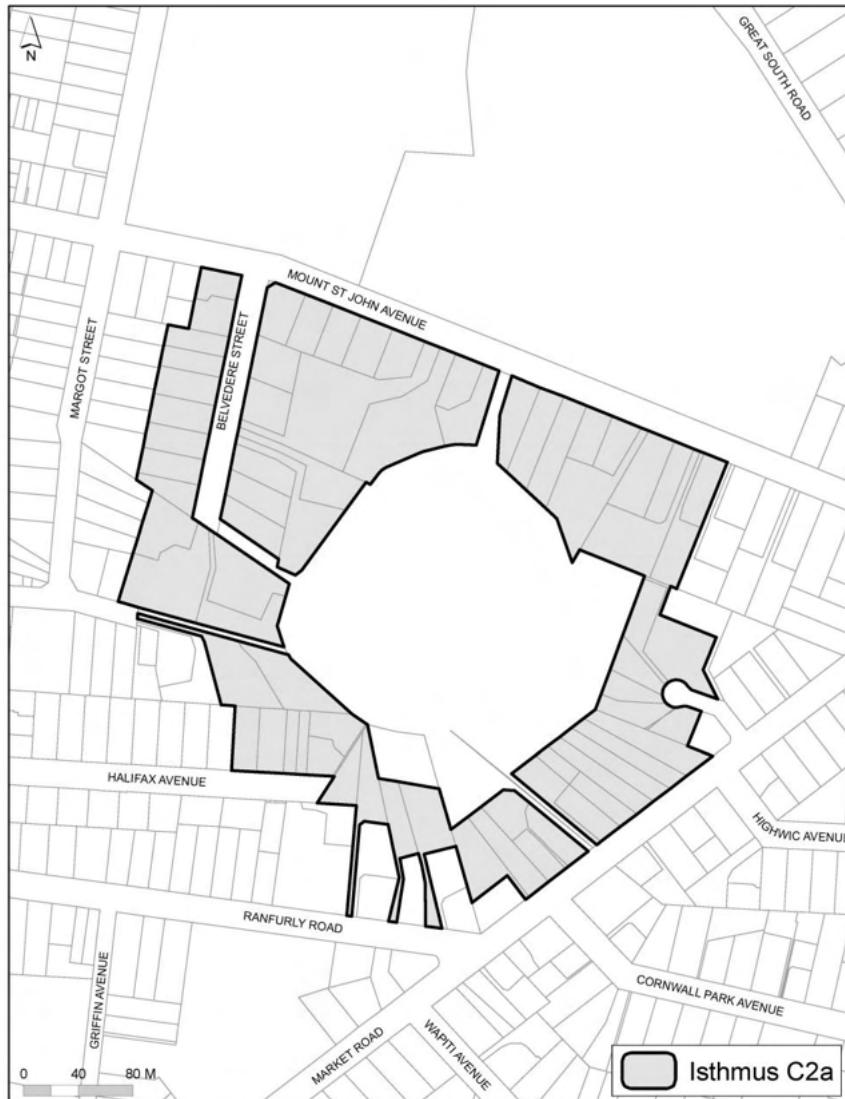 N
GREAT SOUTH ROAD
MOUNT ST JOHN AVENUE
MARGOT STREET
BELVEDERE STREET
HALIFAX AVENUE
HIGHWIC AVENUE
RANFURLY ROAD
GRIFFIN AVENUE
CORNWALL PARK AVENUE
MARKET ROAD
WAPITI AVENUE
0 40 80 M
Isthmus C2a